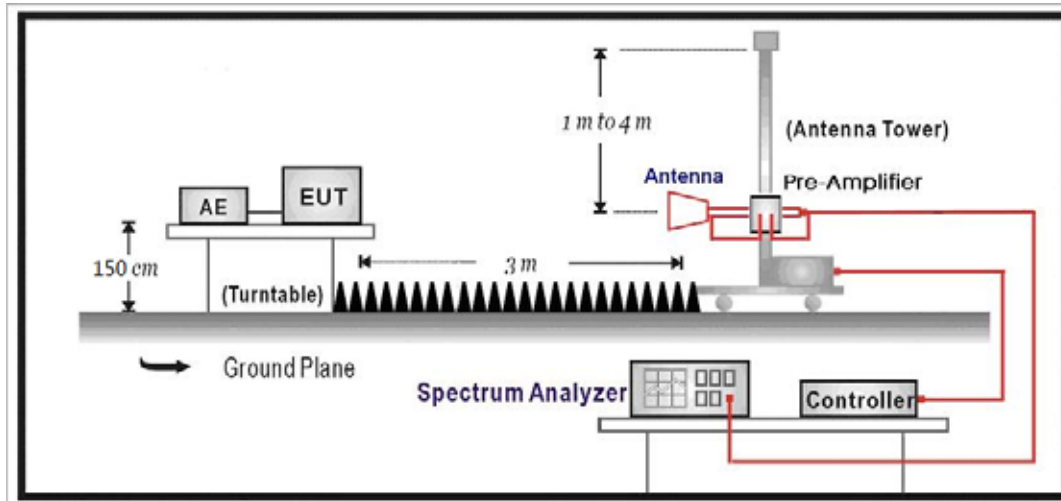 1 m to 4 m
(Antenna Tower)
Antenna
Pre-Amplifier
AE
EUT
150 cm
3 m
(Turntable)
Ground Plane
Spectrum Analyzer
Controller